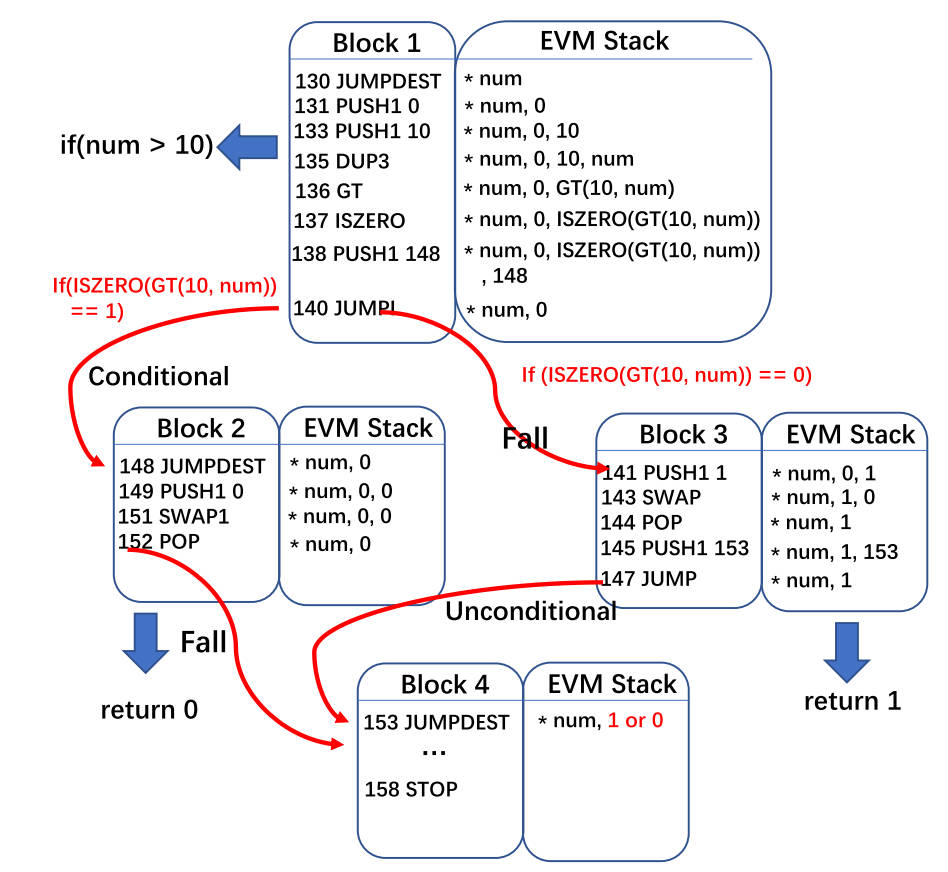 Block 1
EVM Stack
130 JUMPDEST
* num
131 PUSH1 0
* num, 0
133 PUSH1 10
* num, 0, 10
135 DUP3
* num, 0, 10, num
136 GT
* num, 0, GT(10, num)
137 ISZERO
* num, 0, ISZERO(GT(10, num))
138 PUSH1 148
* num, 0, ISZERO(GT(10, num))
, 148
140 JUMPI
* num, 0
if(num > 10)
If(ISZERO(GT(10, num))
== 1)
Conditional
If (ISZERO(GT(10, num)) == 0)
Fall
Block 2
EVM Stack
148 JUMPDEST
* num, 0
149 PUSH1 0
* num, 0, 0
151 SWAP1
* num, 0, 0
152 POP
* num, 0
Block 3
EVM Stack
141 PUSH1 1
* num, 0, 1
143 SWAP
* num, 1, 0
144 POP
* num, 1
145 PUSH1 153
* num, 1, 153
147 JUMP
* num, 1
Fall
Unconditional
return 0
return 1
Block 4
EVM Stack
153 JUMPDEST
* num, 1 or 0
...
158 STOP